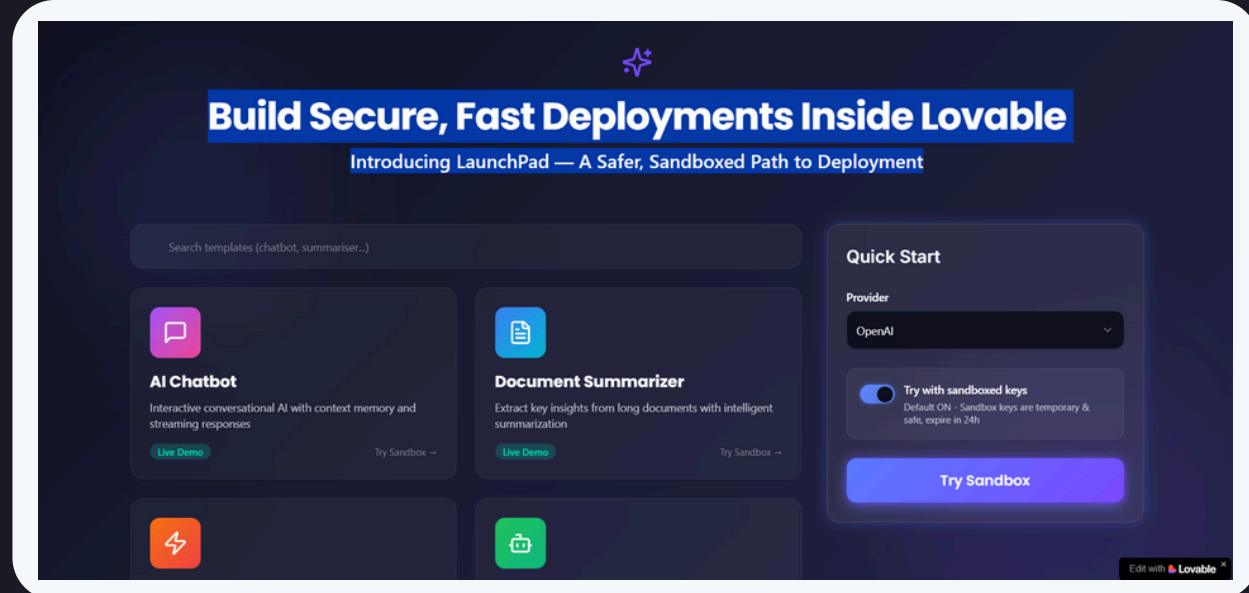 Build Secure, Fast Deployments Inside Lovable
Introducing LaunchPad — A Safer, Sandboxed Path to Deployment
Search templates (chatbot, summariser...)
AI Chatbot
Interactive conversational AI with context memory and
streaming responses
Live Demo
Try Sandbox →
Document Summarizer
Extract key insights from long documents with intelligent
summarization
Live Demo
Try Sandbox →
Quick Start
Provider
OpenAI
Try with sandboxed keys
Default ON - Sandbox keys are temporary &
safe, expire in 24h
Try Sandbox
Edit with Lovable ×